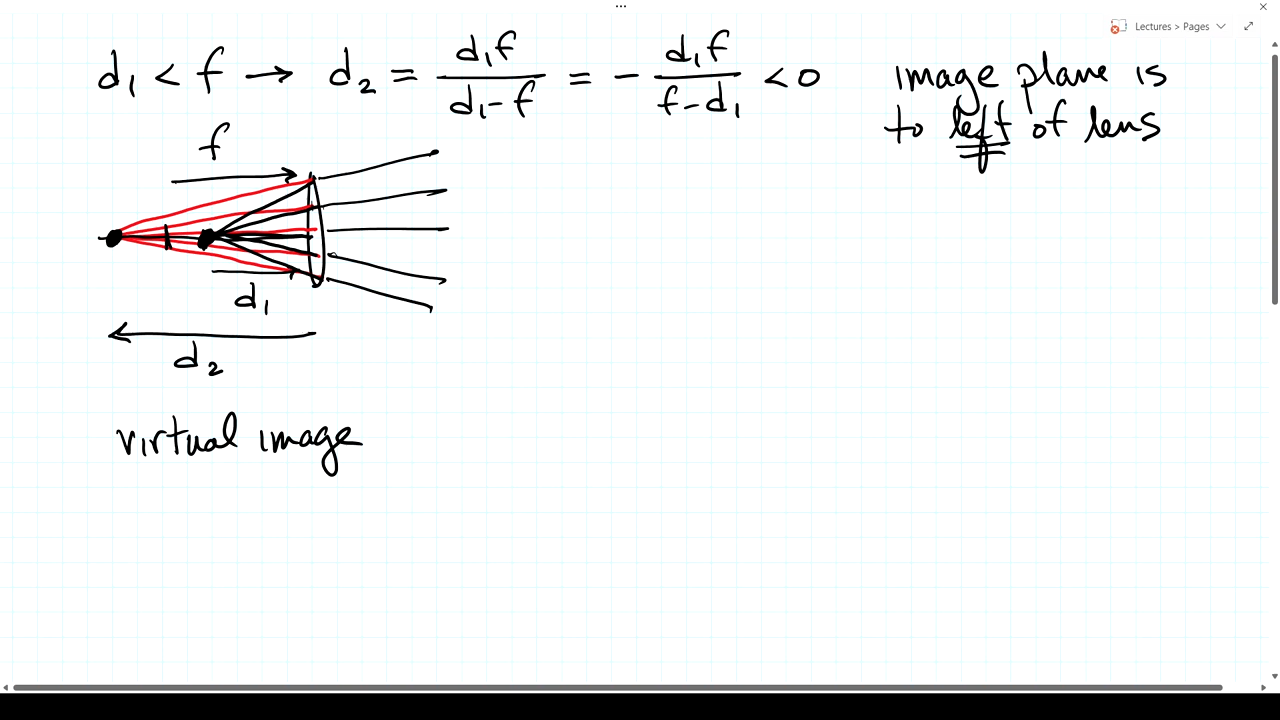 Lectures > Pages
d₁ < f → d₂ = d₁f / (d₁ - f) = - d₁f / (f - d₁) < 0
image plane is
to left of lens
f
d₁
d₂
virtual image